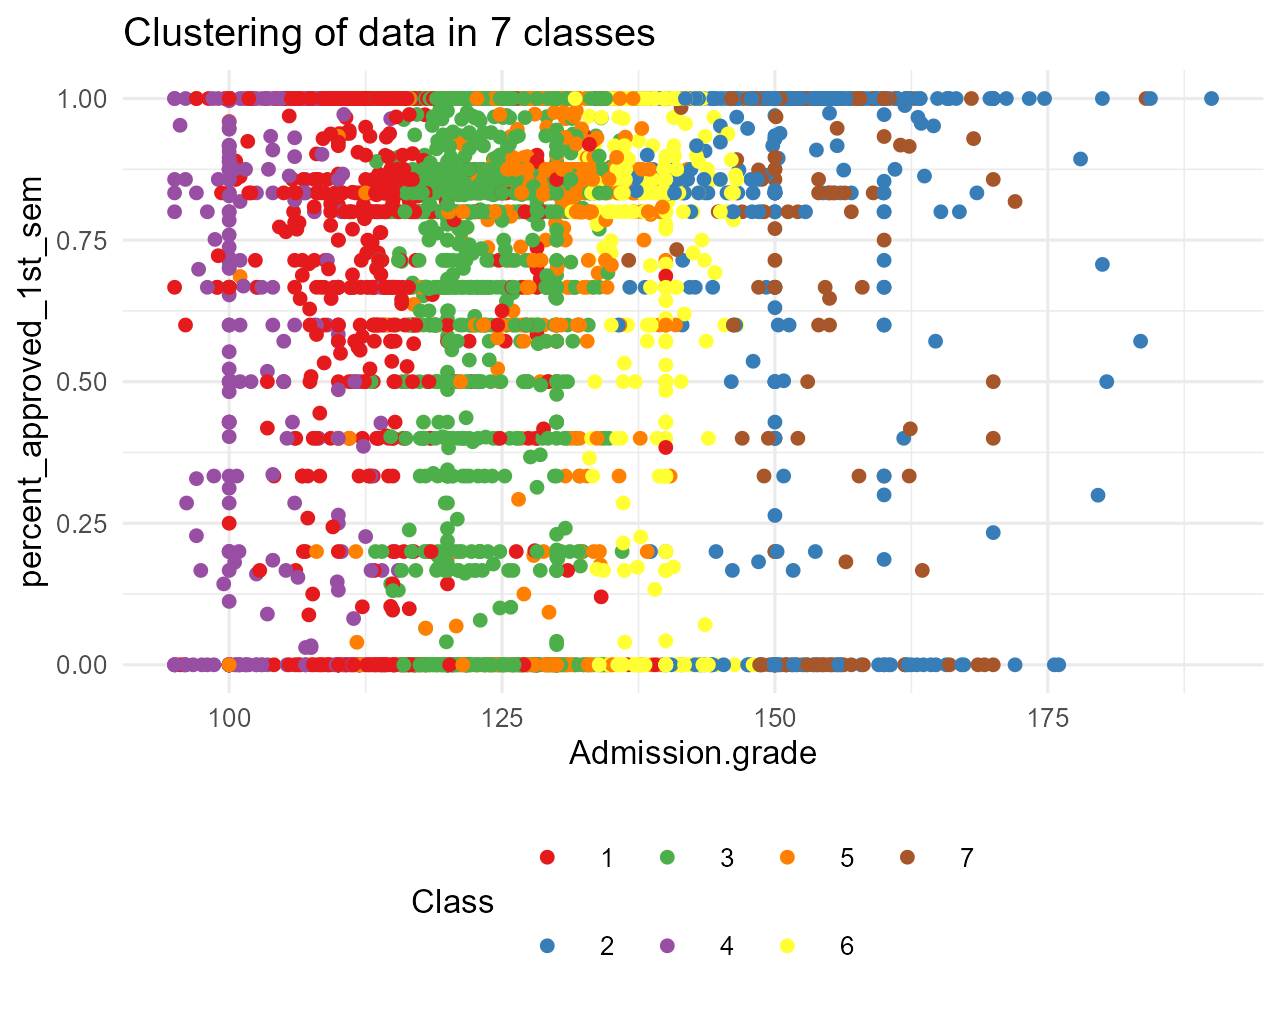 Clustering of data in 7 classes
percent_approved_1st_sem
1.00
0.75
0.50
0.25
0.00
100 125 150 175
Admission.grade
Class
1 3 5 7
2 4 6